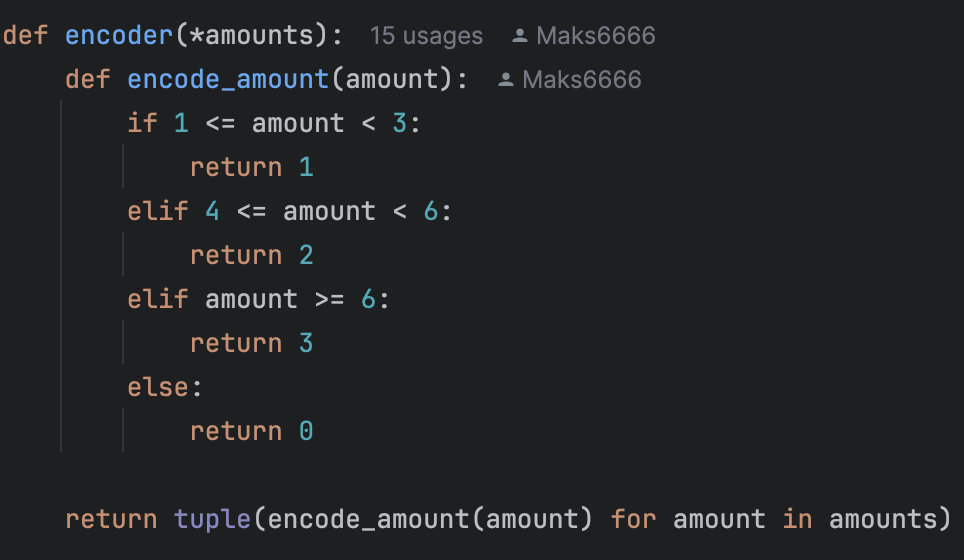 def encoder(*amounts): 15 usages Maks6666
def encode_amount(amount): Maks6666
if 1 <= amount < 3:
return 1
elif 4 <= amount < 6:
return 2
elif amount >= 6:
return 3
else:
return 0
return tuple(encode_amount(amount) for amount in amounts)